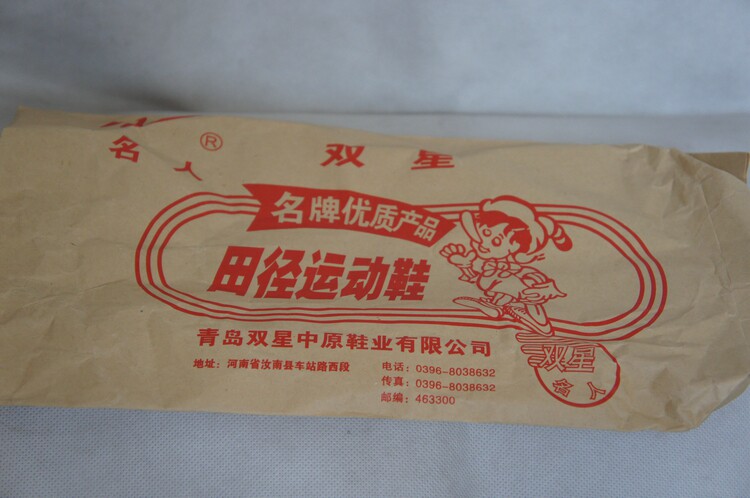 名人® 双星
名牌优质产品
田径运动鞋
青岛双星中原鞋业有限公司
地址：河南省汝南县车站路西段
电话：0396-8038632
传真：0396-8038632
邮编：463300
双星
名人